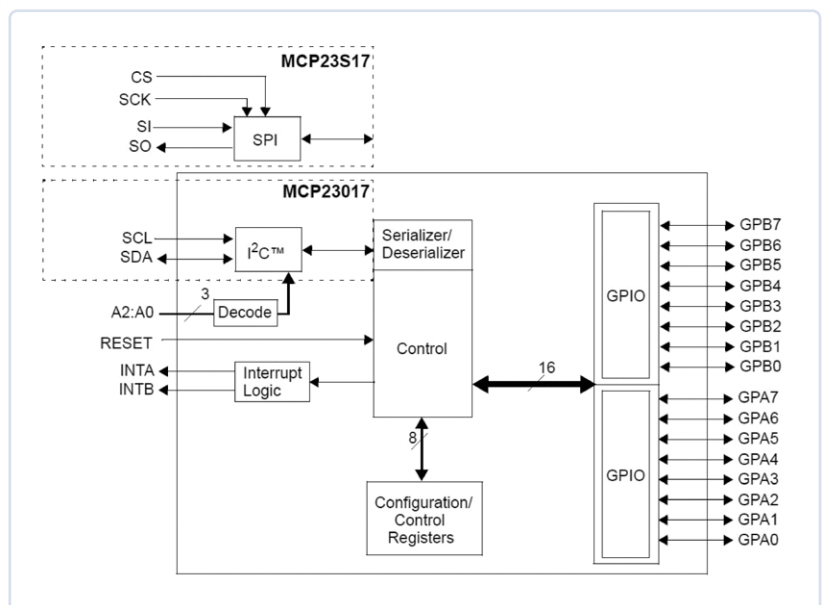 MCP23S17
CS
SCK
SI
SO
SPI
MCP23017
SCL
SDA
I²C™
Serializer/
Deserializer
3
A2:A0
Decode
RESET
Control
INTA
INTB
Interrupt
Logic
16
8
Configuration/
Control
Registers
GPIO
GPB7
GPB6
GPB5
GPB4
GPB3
GPB2
GPB1
GPB0
GPIO
GPA7
GPA6
GPA5
GPA4
GPA3
GPA2
GPA1
GPA0